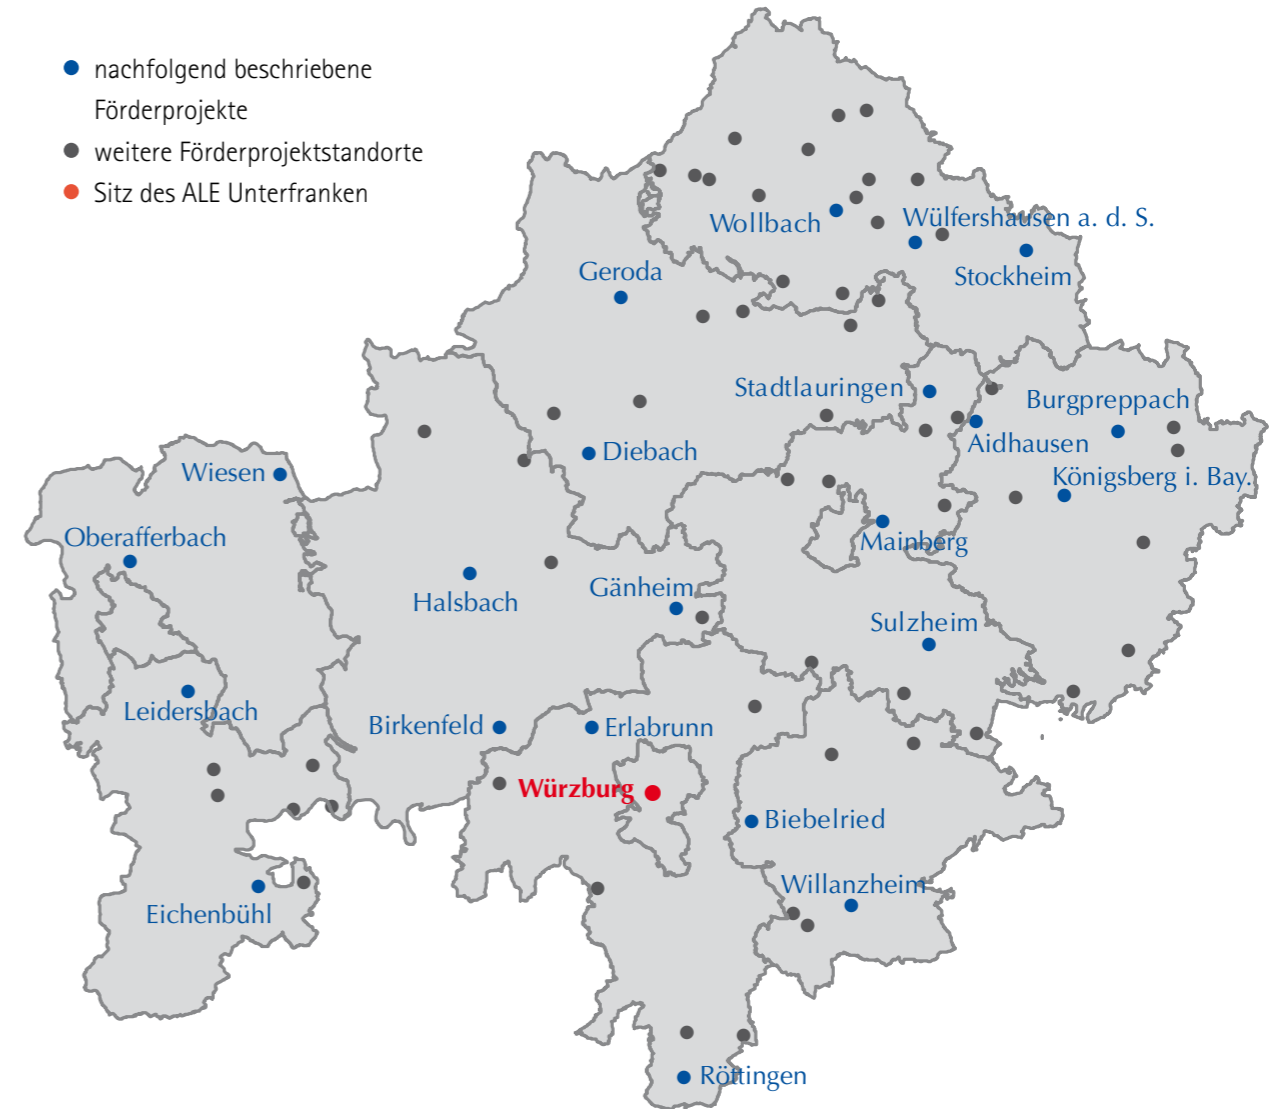 nachfolgend beschriebene
Förderprojekte
weitere Förderprojektstandorte
Sitz des ALE Unterfranken
Wollbach
Wülfershausen a. d. S.
Geroda
Stockheim
Stadtlauringen
Burgpreppach
Aidhausen
Diebach
Wiesen
Königsberg i. Bay.
Oberafferbach
Mainberg
Gänheim
Halsbach
Sulzheim
Leidersbach
Birkenfeld
Erlabrunn
Würzburg
Biebelried
Willanzheim
Eichenbühl
Röttingen